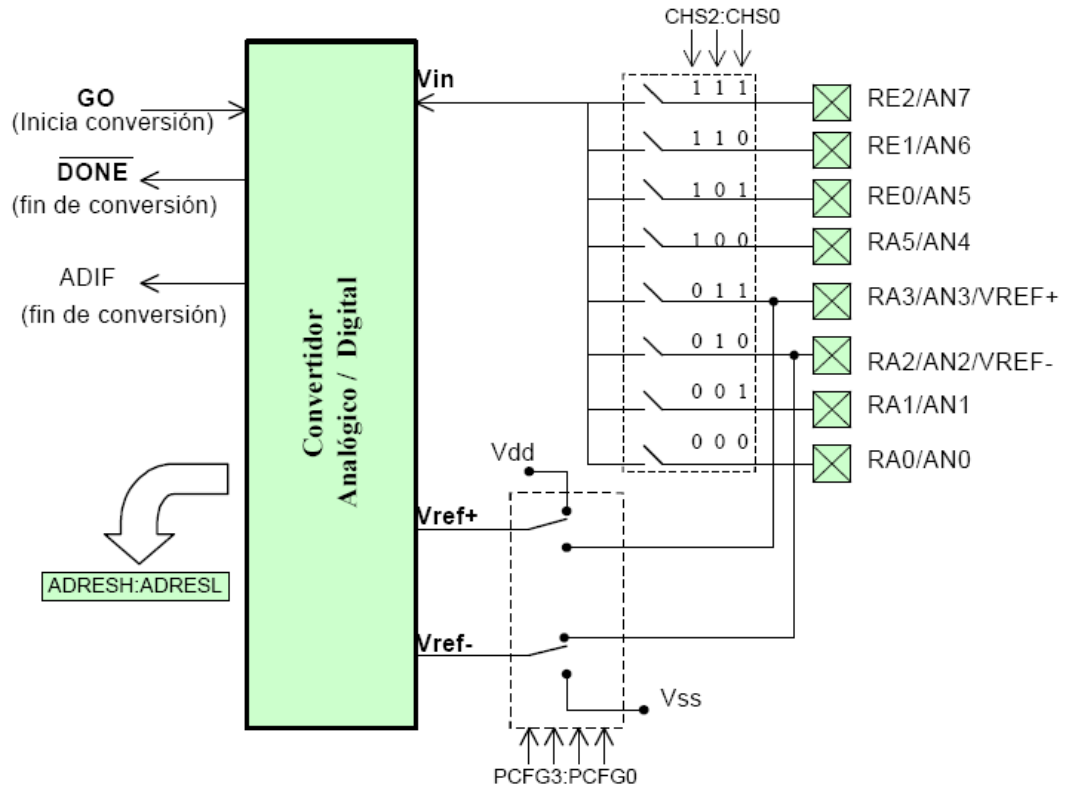 CHS2:CHS0
Vin
GO
(Inicia conversión)
DONE
(fin de conversión)
ADIF
(fin de conversión)
Convertidor
Analógico / Digital
1 1 1
RE2/AN7
1 1 0
RE1/AN6
1 0 1
RE0/AN5
1 0 0
RA5/AN4
0 1 1
RA3/AN3/VREF+
0 1 0
RA2/AN2/VREF-
0 0 1
RA1/AN1
0 0 0
RA0/AN0
Vdd
Vref+
ADRESH:ADRESL
Vref-
Vss
PCFG3:PCFG0